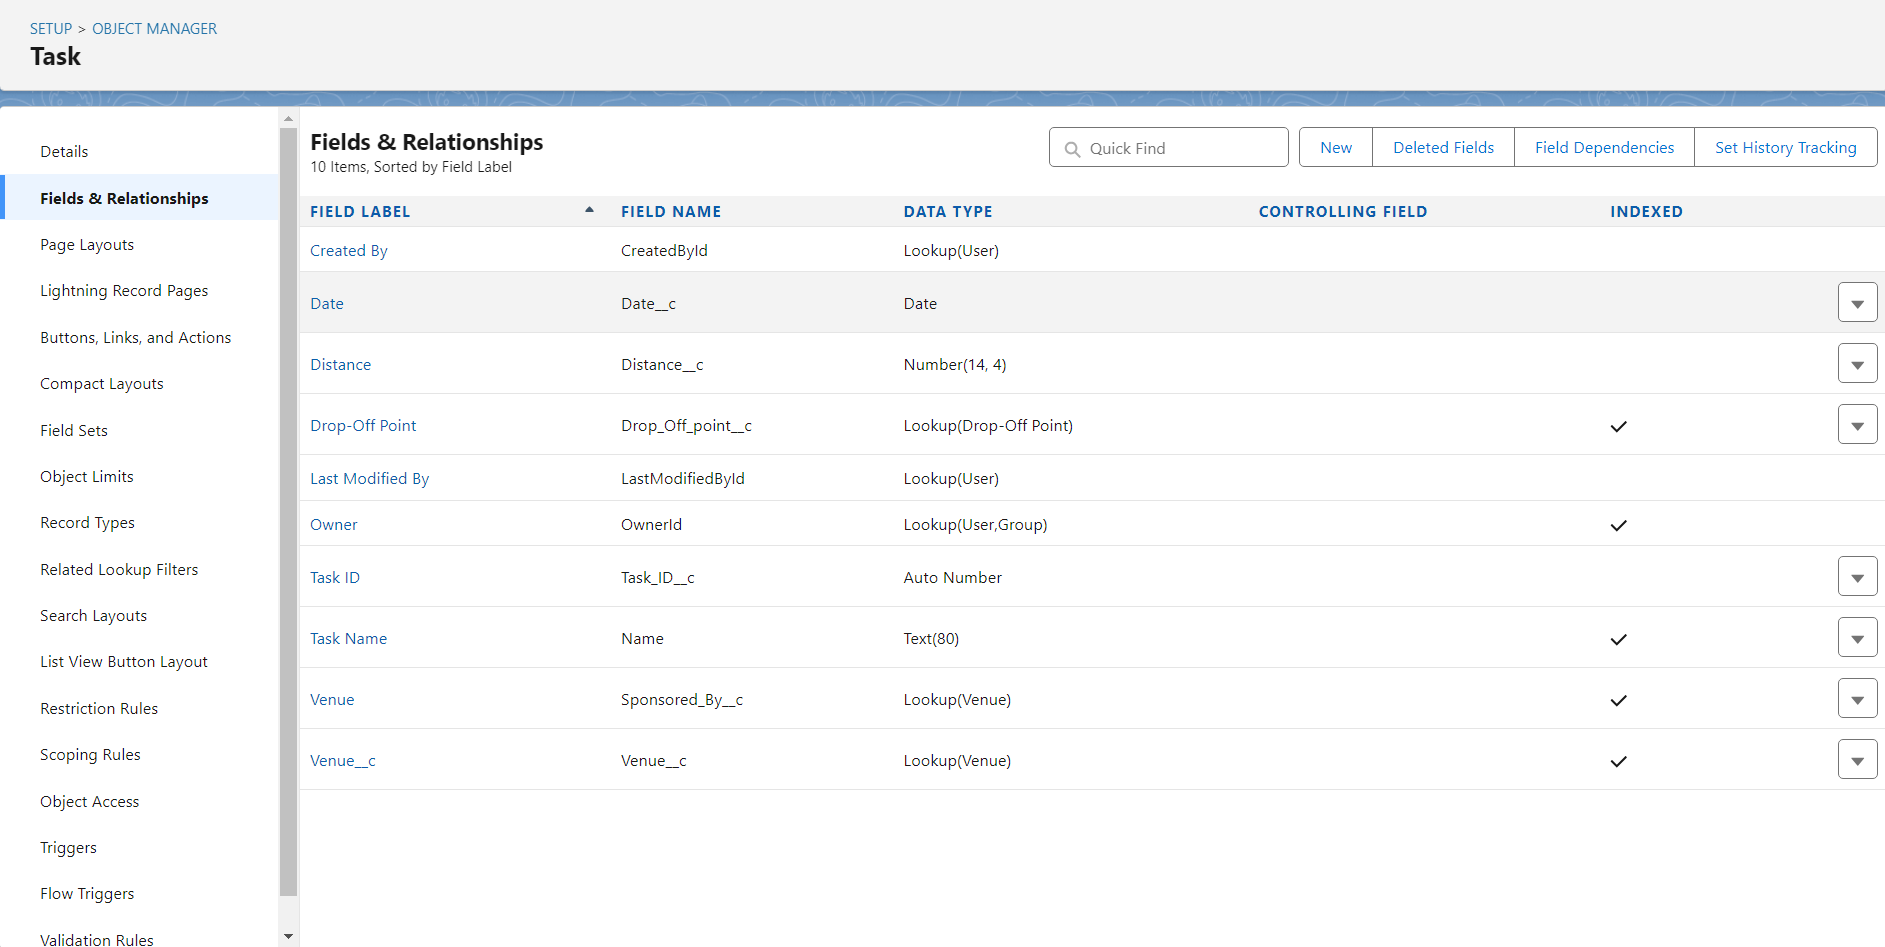 SETUP > OBJECT MANAGER
Task
Details
Fields & Relationships
Page Layouts
Lightning Record Pages
Buttons, Links, and Actions
Compact Layouts
Field Sets
Object Limits
Record Types
Related Lookup Filters
Search Layouts
List View Button Layout
Restriction Rules
Scoping Rules
Object Access
Triggers
Flow Triggers
Validation Rules
Fields & Relationships
10 Items, Sorted by Field Label
Quick Find
New Deleted Fields Field Dependencies Set History Tracking
FIELD LABEL FIELD NAME DATA TYPE CONTROLLING FIELD INDEXED
Created By CreatedById Lookup(User)
Date Date__c Date
Distance Distance__c Number(14, 4)
Drop-Off Point Drop_Off_point__c Lookup(Drop-Off Point)
Last Modified By LastModifiedById Lookup(User)
Owner OwnerId Lookup(User,Group)
Task ID Task_ID__c Auto Number
Task Name Name Text(80)
Venue Sponsored_By__c Lookup(Venue)
Venue__c Venue__c Lookup(Venue)